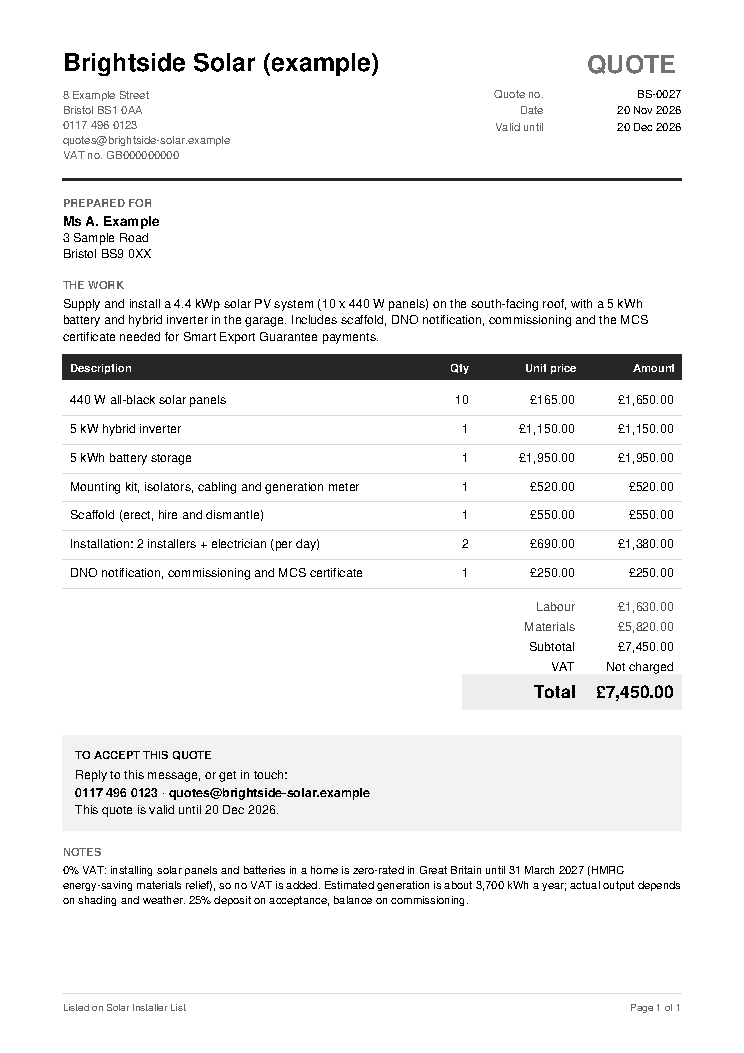 Brightside Solar (example)
QUOTE
8 Example Street
Bristol BS1 0AA
0117 496 0123
quotes@brightside-solar.example
VAT no. GB000000000
Quote no. BS-0027
Date 20 Nov 2026
Valid until 20 Dec 2026
PREPARED FOR
Ms A. Example
3 Sample Road
Bristol BS9 0XX
THE WORK
Supply and install a 4.4 kWp solar PV system (10 x 440 W panels) on the south-facing roof, with a 5 kWh
battery and hybrid inverter in the garage. Includes scaffold, DNO notification, commissioning and the MCS
certificate needed for Smart Export Guarantee payments.
Description Qty Unit price Amount
440 W all-black solar panels 10 £165.00 £1,650.00
5 kW hybrid inverter 1 £1,150.00 £1,150.00
5 kWh battery storage 1 £1,950.00 £1,950.00
Mounting kit, isolators, cabling and generation meter 1 £520.00 £520.00
Scaffold (erect, hire and dismantle) 1 £550.00 £550.00
Installation: 2 installers + electrician (per day) 2 £690.00 £1,380.00
DNO notification, commissioning and MCS certificate 1 £250.00 £250.00
Labour £1,630.00
Materials £5,820.00
Subtotal £7,450.00
VAT Not charged
Total £7,450.00
TO ACCEPT THIS QUOTE
Reply to this message, or get in touch:
0117 496 0123 · quotes@brightside-solar.example
This quote is valid until 20 Dec 2026.
NOTES
0% VAT: installing solar panels and batteries in a home is zero-rated in Great Britain until 31 March 2027 (HMRC
energy-saving materials relief), so no VAT is added. Estimated generation is about 3,700 kWh a year; actual output depends
on shading and weather. 25% deposit on acceptance, balance on commissioning.
Listed on Solar Installer List
Page 1 of 1